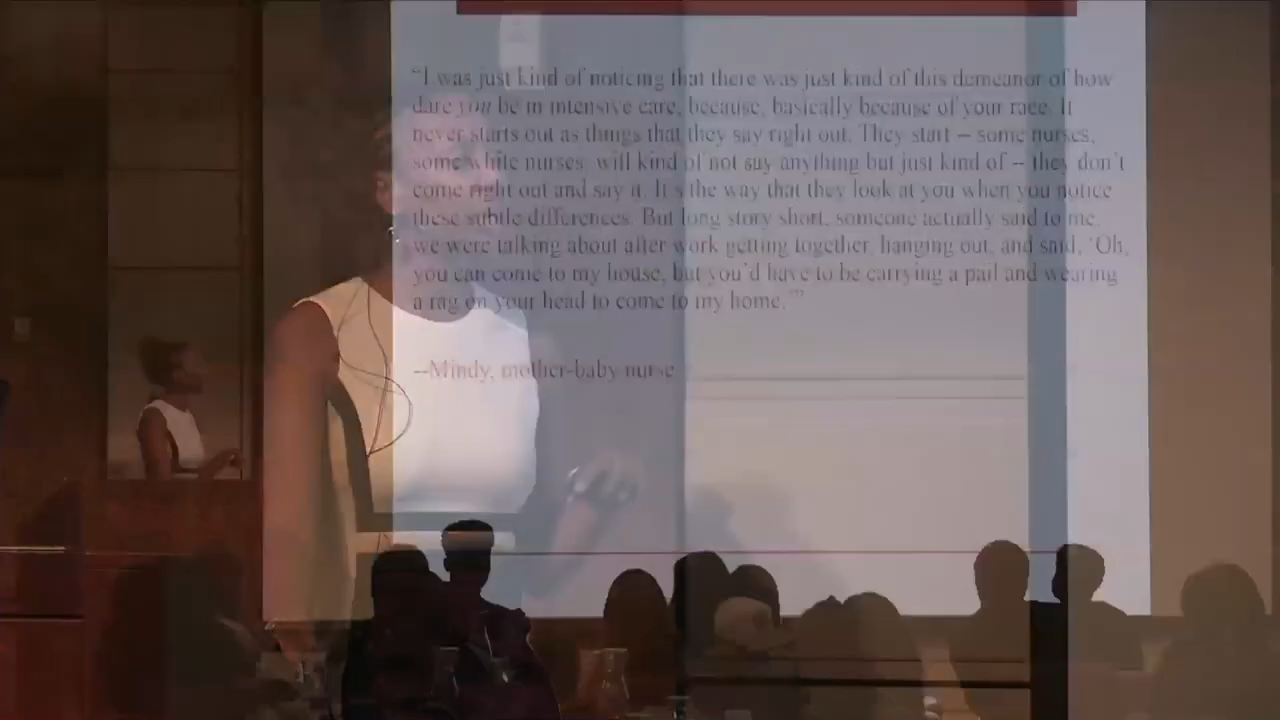 “I was just kind of noticing that there was just kind of this demeanor of how
dare you be in intensive care, because, basically because of your race. It
never starts out as things that they say right out. They start – some nurses,
some white nurses, will kind of not say anything but just kind of – they don’t
come right out and say it. It’s the way that they look at you when you notice
these subtle differences. But long story short, someone actually said to me,
we were talking about after work getting together, hanging out, and said, ‘Oh,
you can come to my house, but you’d have to be carrying a pail and wearing
a rag on your head to come to my home.’”
--Mindy, mother-baby nurse